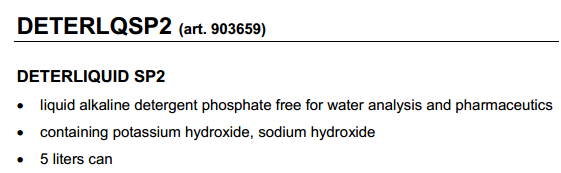 DETERLQSP2 (art. 903659)
DETERLIQUID SP2
• liquid alkaline detergent phosphate free for water analysis and pharmaceutics
• containing potassium hydroxide, sodium hydroxide
• 5 liters can